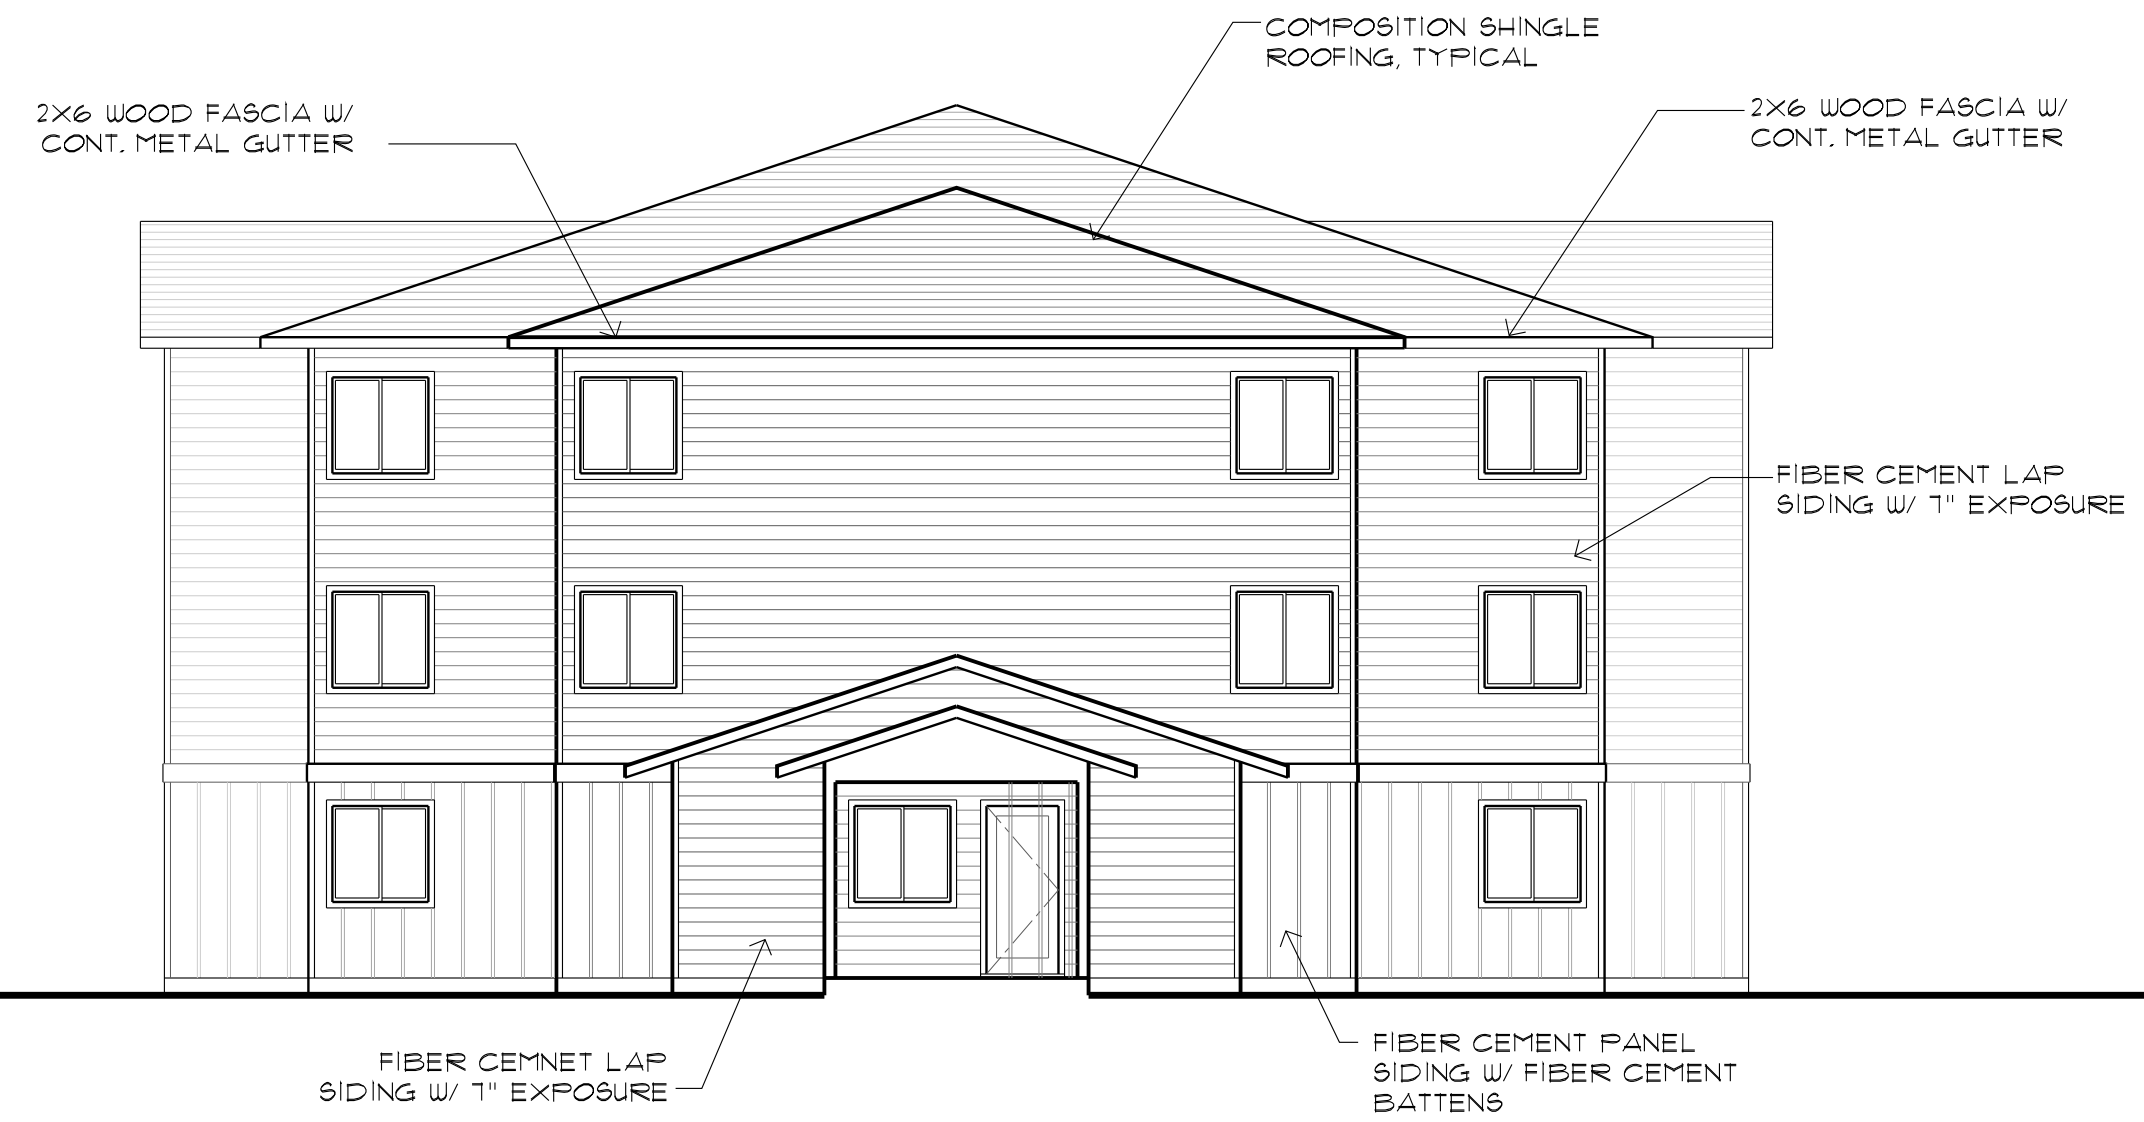 COMPOSITION SHINGLE
ROOFING, TYPICAL
2X6 WOOD FASCIA W/
CONT. METAL GUTTER
2X6 WOOD FASCIA W/
CONT. METAL GUTTER
FIBER CEMENT LAP
SIDING W/ 7" EXPOSURE
FIBER CEMNET LAP
SIDING W/ 7" EXPOSURE
FIBER CEMENT PANEL
SIDING W/ FIBER CEMENT
BATTENS